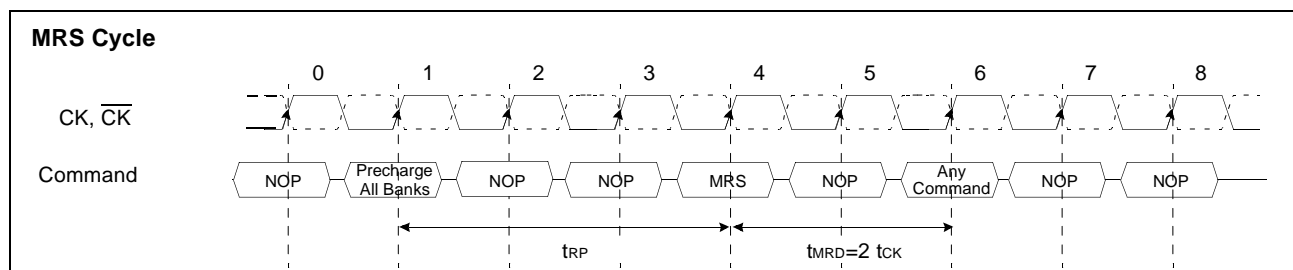 MRS Cycle
0 1 2 3 4 5 6 7 8
CK, C̅K̅
Command
NOP Precharge All Banks NOP NOP MRS NOP Any Command NOP NOP
tRP tMRD=2 tCK